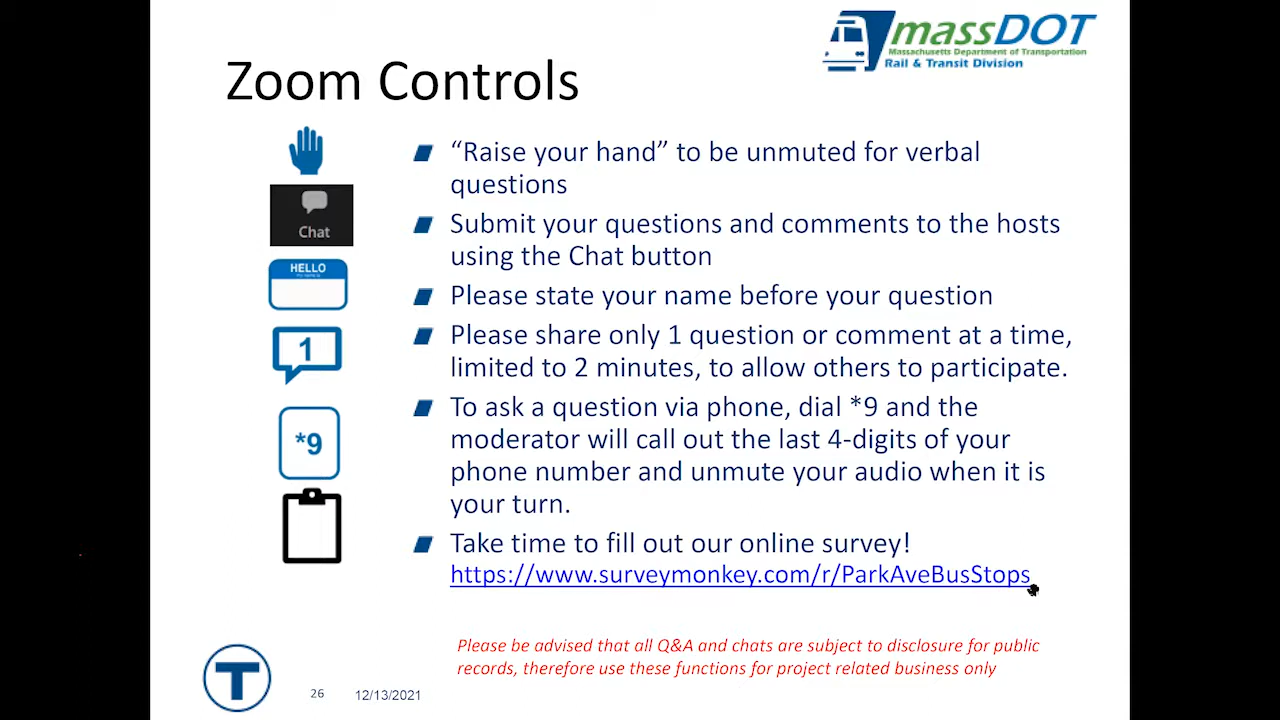 massDOT
Massachusetts Department of Transportation
Rail & Transit Division
Zoom Controls
“Raise your hand” to be unmuted for verbal
questions
Chat
Submit your questions and comments to the hosts
using the Chat button
HELLO
Please state your name before your question
1
Please share only 1 question or comment at a time,
limited to 2 minutes, to allow others to participate.
*9
To ask a question via phone, dial *9 and the
moderator will call out the last 4-digits of your
phone number and unmute your audio when it is
your turn.
Take time to fill out our online survey!
https://www.surveymonkey.com/r/ParkAveBusStops
Please be advised that all Q&A and chats are subject to disclosure for public
records, therefore use these functions for project related business only
T
26
12/13/2021